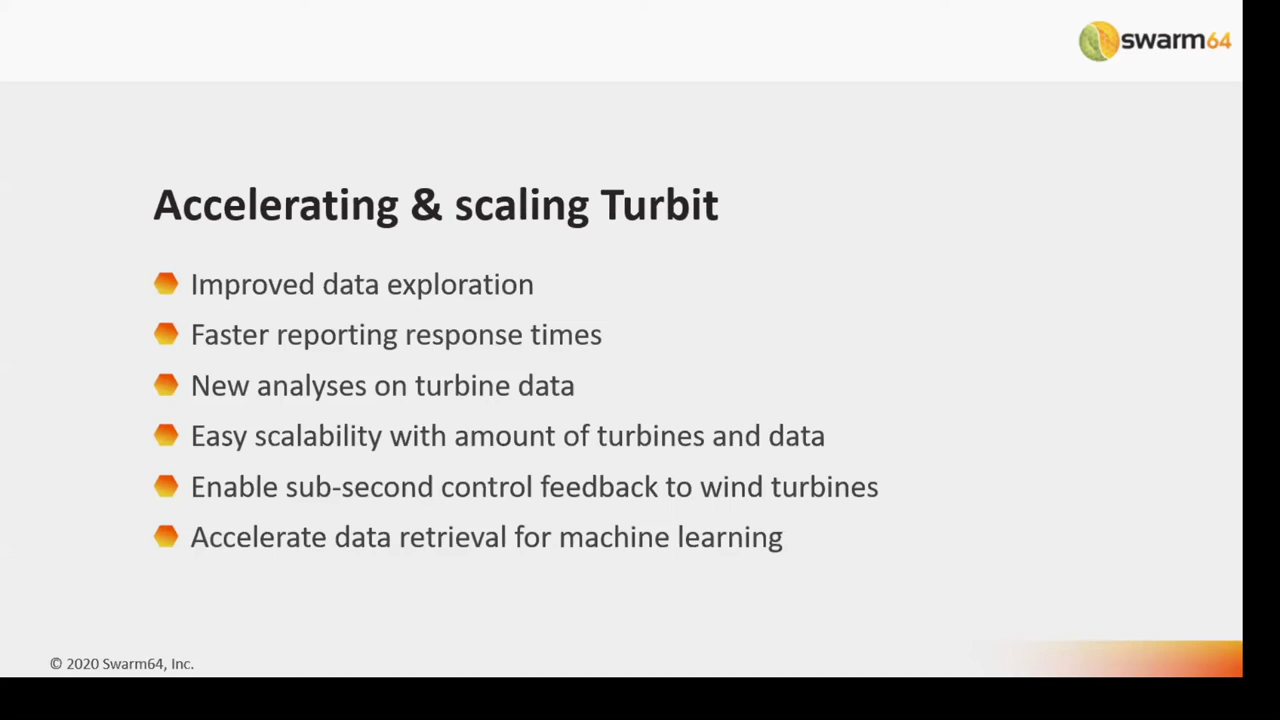 swarm64
Accelerating & scaling Turbit
Improved data exploration
Faster reporting response times
New analyses on turbine data
Easy scalability with amount of turbines and data
Enable sub-second control feedback to wind turbines
Accelerate data retrieval for machine learning
© 2020 Swarm64, Inc.